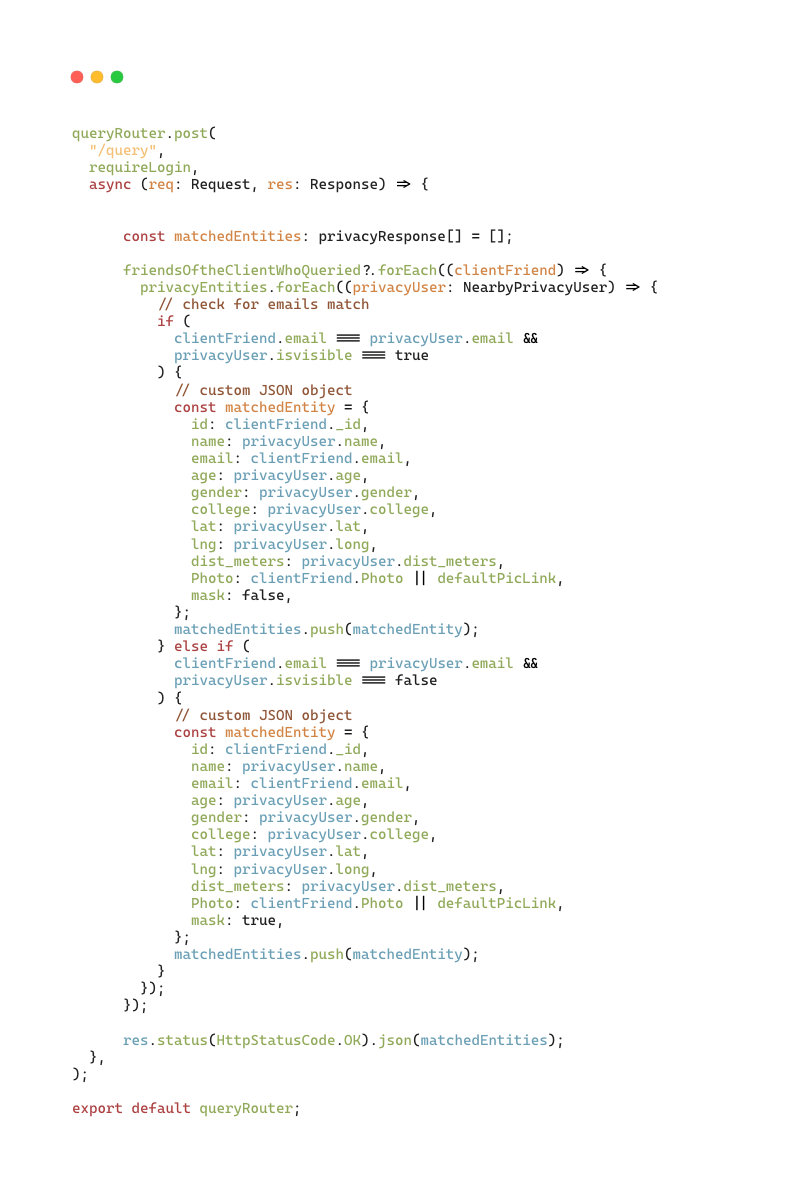 queryRouter.post(
  "/query",
  requireLogin,
  async (req: Request, res: Response) => {
      const matchedEntities: privacyResponse[] = [];
      friendsOftheClientWhoQueried?.forEach((clientFriend) => {
        privacyEntities.forEach((privacyUser: NearbyPrivacyUser) => {
          // check for emails match
          if (
            clientFriend.email === privacyUser.email &&
            privacyUser.isvisible === true
          ) {
            // custom JSON object
            const matchedEntity = {
              id: clientFriend._id,
              name: privacyUser.name,
              email: clientFriend.email,
              age: privacyUser.age,
              gender: privacyUser.gender,
              college: privacyUser.college,
              lat: privacyUser.lat,
              lng: privacyUser.long,
              dist_meters: privacyUser.dist_meters,
              Photo: clientFriend.Photo || defaultPicLink,
              mask: false,
            };
            matchedEntities.push(matchedEntity);
          } else if (
            clientFriend.email === privacyUser.email &&
            privacyUser.isvisible === false
          ) {
            // custom JSON object
            const matchedEntity = {
              id: clientFriend._id,
              name: privacyUser.name,
              email: clientFriend.email,
              age: privacyUser.age,
              gender: privacyUser.gender,
              college: privacyUser.college,
              lat: privacyUser.lat,
              lng: privacyUser.long,
              dist_meters: privacyUser.dist_meters,
              Photo: clientFriend.Photo || defaultPicLink,
              mask: true,
            };
            matchedEntities.push(matchedEntity);
          }
        });
      });
      res.status(HttpStatusCode.OK).json(matchedEntities);
  },
);
export default queryRouter;